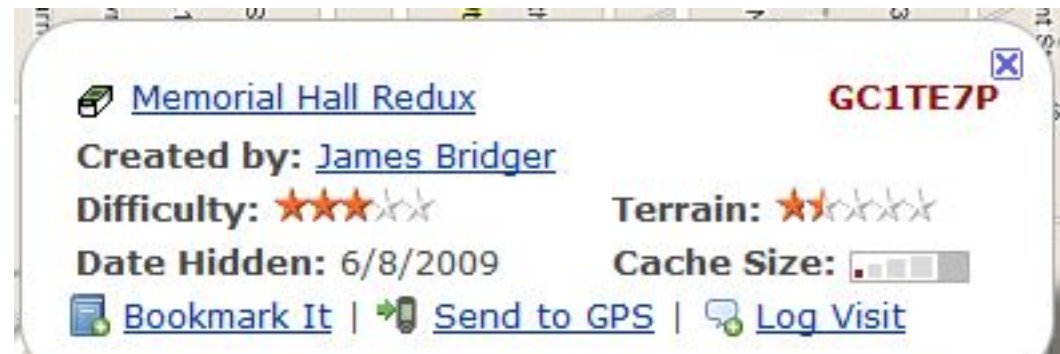 Memorial Hall Redux GC1TE7P
Created by: James Bridger
Difficulty: Terrain:
Date Hidden: 6/8/2009 Cache Size:
Bookmark It | Send to GPS | Log Visit